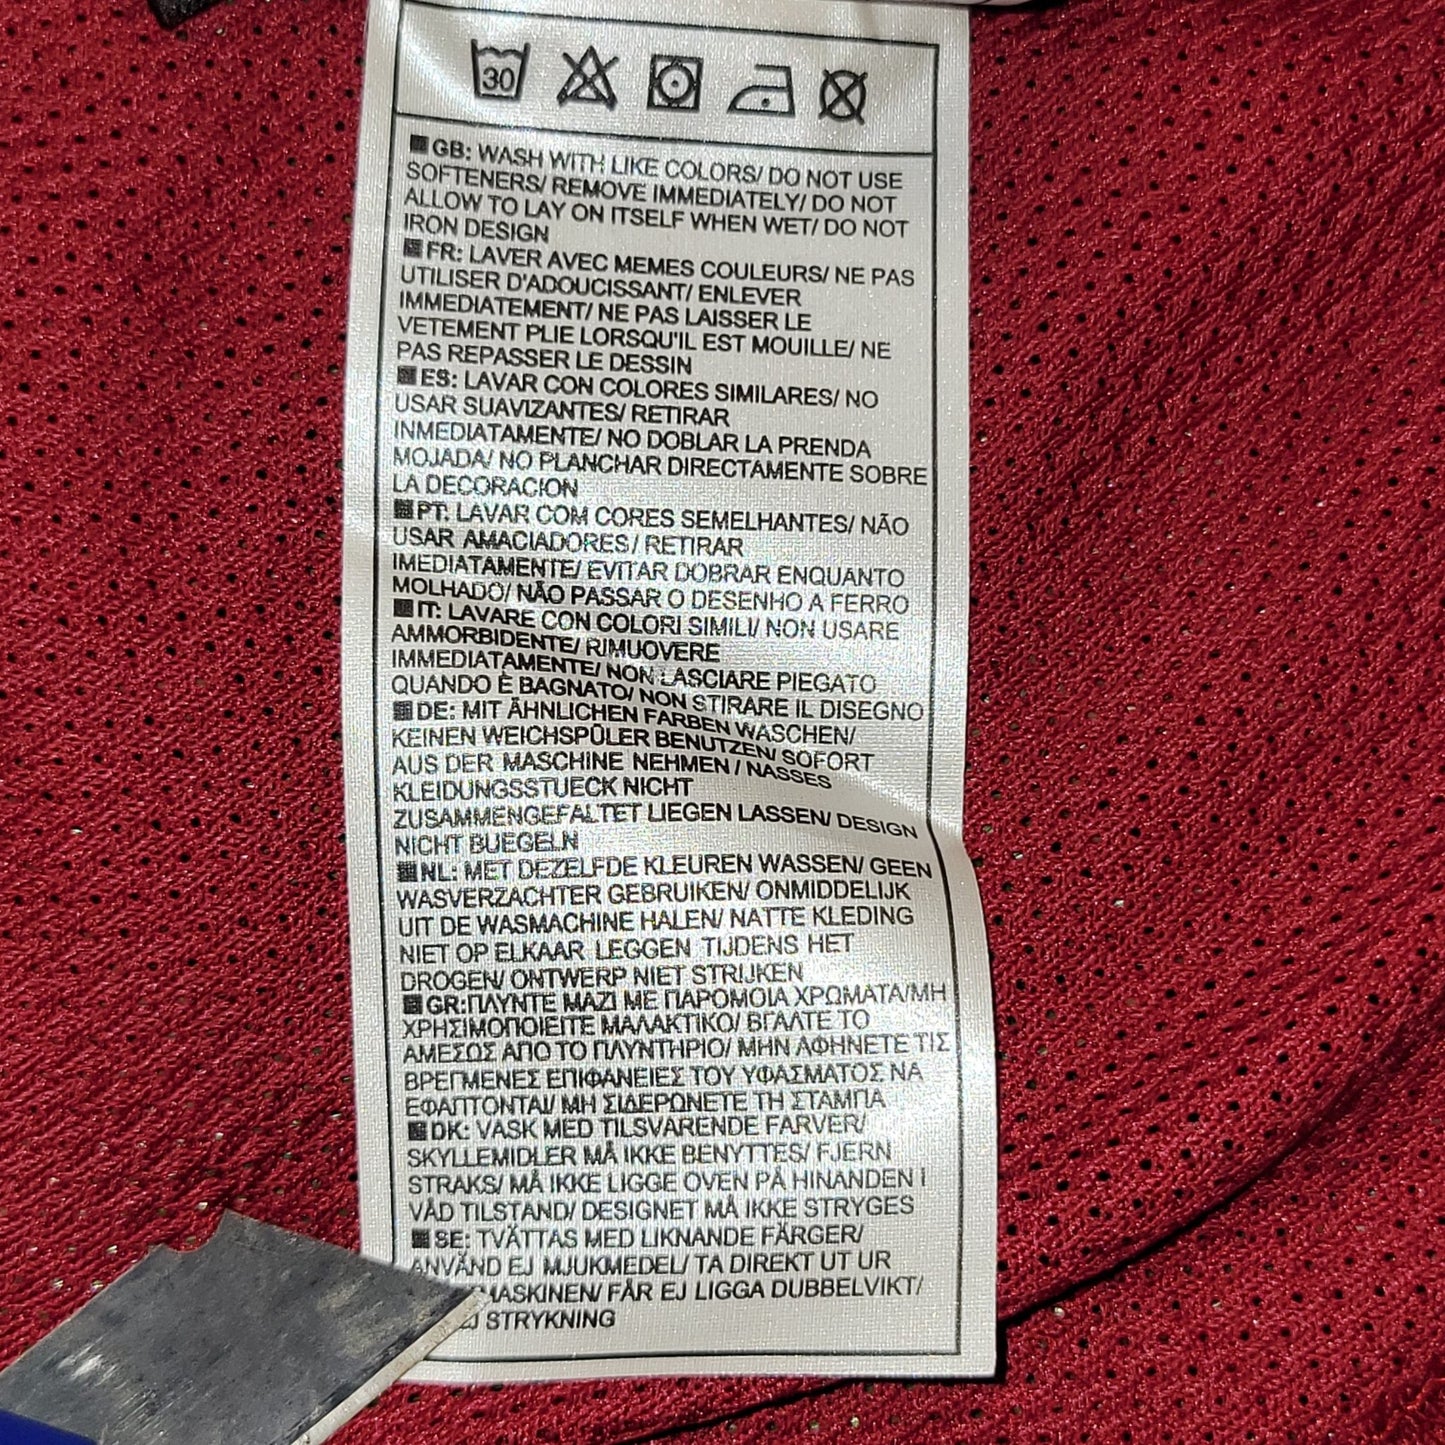 30
GB: WASH WITH LIKE COLORS/ DO NOT USE
SOFTENERS/ REMOVE IMMEDIATELY/ DO NOT
ALLOW TO LAY ON ITSELF WHEN WET/ DO NOT
IRON DESIGN
FR: LAVER AVEC MEMES COULEURS/ NE PAS
UTILISER D'ADOUCISSANT/ ENLEVER
IMMEDIATEMENT/ NE PAS LAISSER LE
VETEMENT PLIE LORSQU'IL EST MOUILLE/ NE
PAS REPASSER LE DESSIN
ES: LAVAR CON COLORES SIMILARES/ NO
USAR SUAVIZANTES/ RETIRAR
INMEDIATAMENTE/ NO DOBLAR LA PRENDA
MOJADA/ NO PLANCHAR DIRECTAMENTE SOBRE
LA DECORACION
PT: LAVAR COM CORES SEMELHANTES/ NÃO
USAR AMACIADORES/ RETIRAR
IMEDIATAMENTE/ EVITAR DOBRAR ENQUANTO
MOLHADO/ NÃO PASSAR O DESENHO A FERRO
IT: LAVARE CON COLORI SIMILI/ NON USARE
AMMORBIDENTE/ RIMUOVERE
IMMEDIATAMENTE/ NON LASCIARE PIEGATO
QUANDO È BAGNATO/ NON STIRARE IL DISEGNO
DE: MIT ÄHNLICHEN FARBEN WASCHEN/
KEINEN WEICHSPÜLER BENUTZEN/ SOFORT
AUS DER MASCHINE NEHMEN / NASSES
KLEIDUNGSSTUECK NICHT
ZUSAMMENGEFALTET LIEGEN LASSEN/ DESIGN
NICHT BUEGELN
NL: MET DEZELFDE KLEUREN WASSEN/ GEEN
WASVERZACHTER GEBRUIKEN/ ONMIDDELIJK
UIT DE WASMACHINE HALEN/ NATTE KLEDING
NIET OP ELKAAR LEGGEN TIJDENS HET
DROGEN/ ONTWERP NIET STRIJKEN
GR:ΠΛΥΝΤΕ ΜΑΖΙ ΜΕ ΠΑΡΟΜΟΙΑ ΧΡΩΜΑΤΑ/ΜΗ
ΧΡΗΣΙΜΟΠΟΙΕΙΤΕ ΜΑΛΑΚΤΙΚΟ/ ΒΓΑΛΤΕ ΤΟ
ΑΜΕΣΩΣ ΑΠΟ ΤΟ ΠΛΥΝΤΗΡΙΟ/ ΜΗΝ ΑΦΗΝΕΤΕ ΤΙΣ
ΒΡΕΓΜΕΝΕΣ ΕΠΙΦΑΝΕΙΕΣ ΤΟΥ ΥΦΑΣΜΑΤΟΣ ΝΑ
ΕΦΑΠΤΟΝΤΑΙ/ ΜΗ ΣΙΔΕΡΩΝΕΤΕ ΤΗ ΣΤΑΜΠΑ
DK: VASK MED TILSVARENDE FARVER/
SKYLLEMIDLER MÅ IKKE BENYTTES/ FJERN
STRAKS/ MÅ IKKE LIGGE OVEN PÅ HINANDEN I
VÅD TILSTAND/ DESIGNET MÅ IKKE STRYGES
SE: TVÄTTAS MED LIKNANDE FÄRGER/
ANVÄND EJ MJUKMEDEL/ TA DIREKT UT UR
MASKINEN/ FÅR EJ LIGGA DUBBELVIKT/
STRYKNING